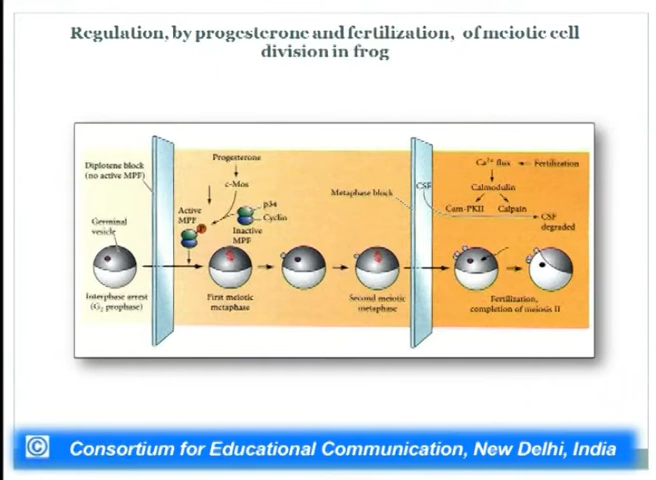 Regulation, by progesterone and fertilization, of meiotic cell
division in frog
Diplotene block
(no active MPF)
Germinal
vesicle
Interphase arrest
(G2 prophase)
Progesterone
c-Mos
Active
MPF
P
p34
Cyclin
Inactive
MPF
First meiotic
metaphase
Metaphase block
Second meiotic
metaphase
CSF
Ca2+ flux
Fertilization
Calmodulin
Cam-PKII
Calpain
CSF
degraded
Fertilization,
completion of meiosis II
© Consortium for Educational Communication, New Delhi, India